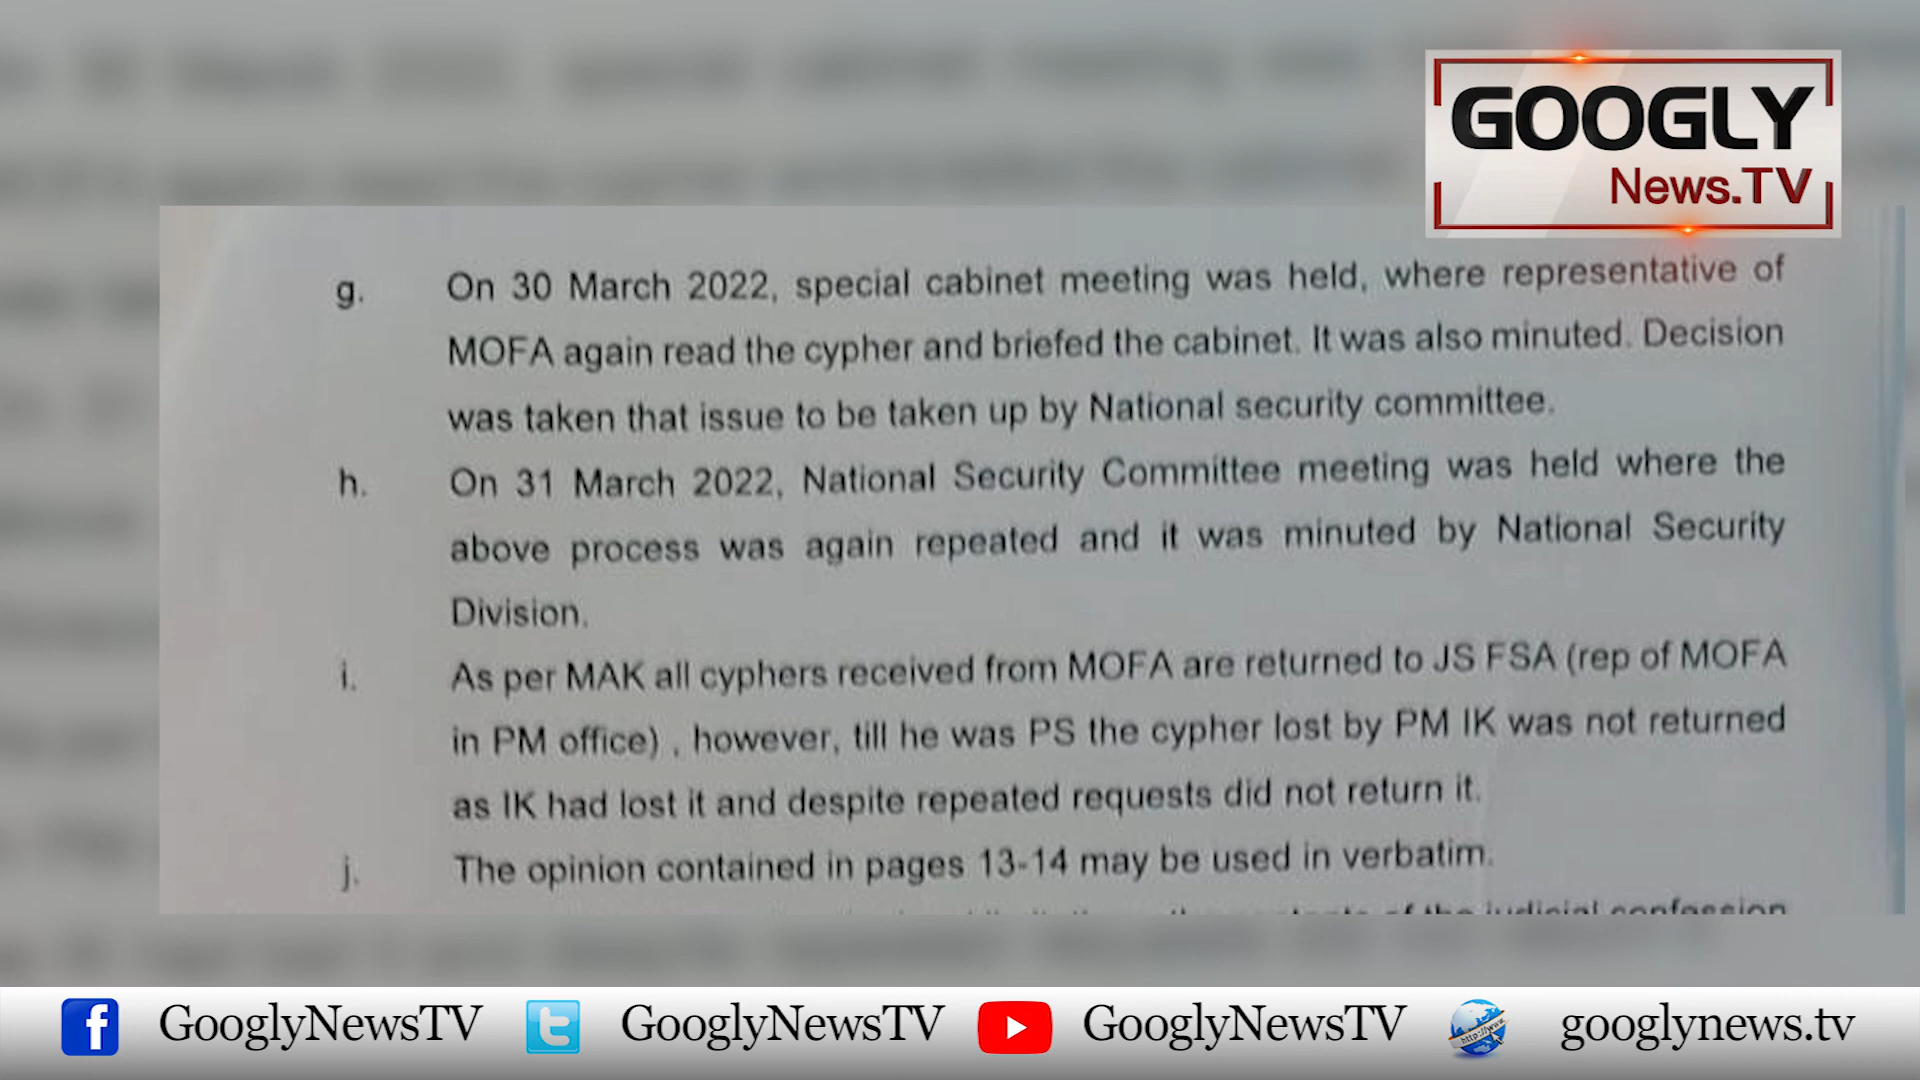 GOOGLY
News.TV
g. On 30 March 2022, special cabinet meeting was held, where representative of
MOFA again read the cypher and briefed the cabinet. It was also minuted. Decision
was taken that issue to be taken up by National security committee.
h. On 31 March 2022, National Security Committee meeting was held where the
above process was again repeated and it was minuted by National Security
Division.
i. As per MAK all cyphers received from MOFA are returned to JS FSA (rep of MOFA
in PM office) , however, till he was PS the cypher lost by PM IK was not returned
as IK had lost it and despite repeated requests did not return it.
j. The opinion contained in pages 13-14 may be used in verbatim.
of the judicial confession
GooglyNewsTV GooglyNewsTV GooglyNewsTV googlynews.tv